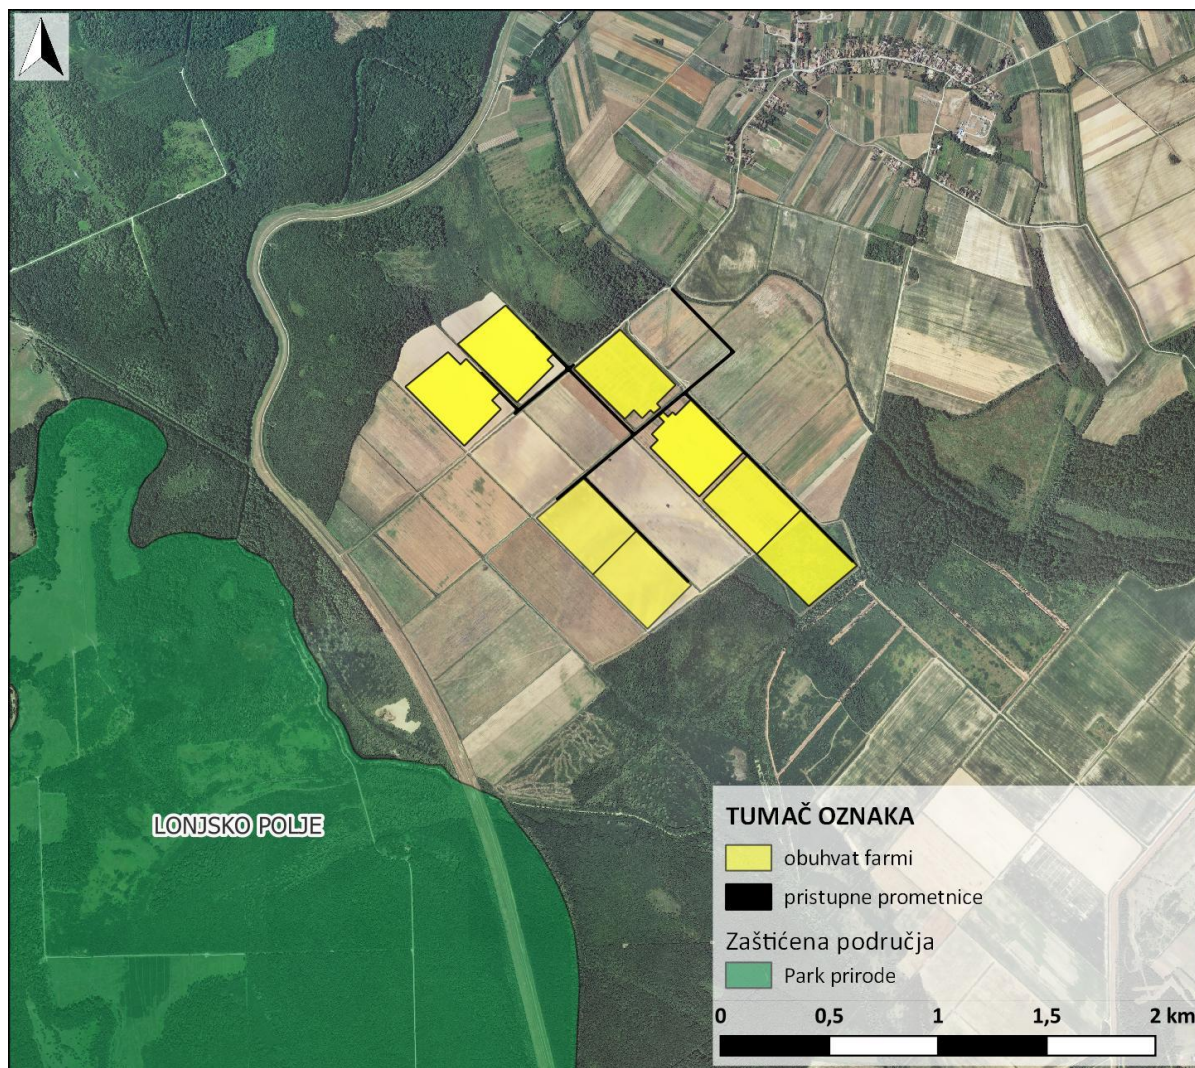 LONJSKO POLJE
TUMAČ OZNAKA
obuhvat farmi
pristupne prometnice
Zaštićena područja
Park prirode
0 0,5 1 1,5 2 km